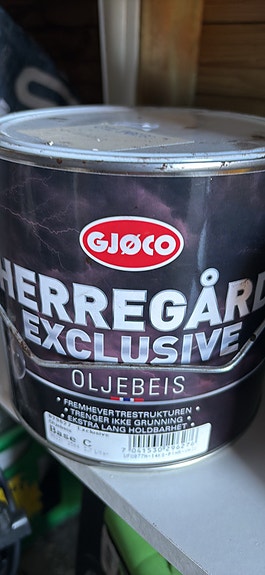 GJØCO
HERREGÅRD
EXCLUSIVE
OLJEBEIS
• FREMHEVER TRESTRUKTUREN
• TRENGER IKKE GRUNNING
• EKSTRA LANG HOLDBARHET
Base C